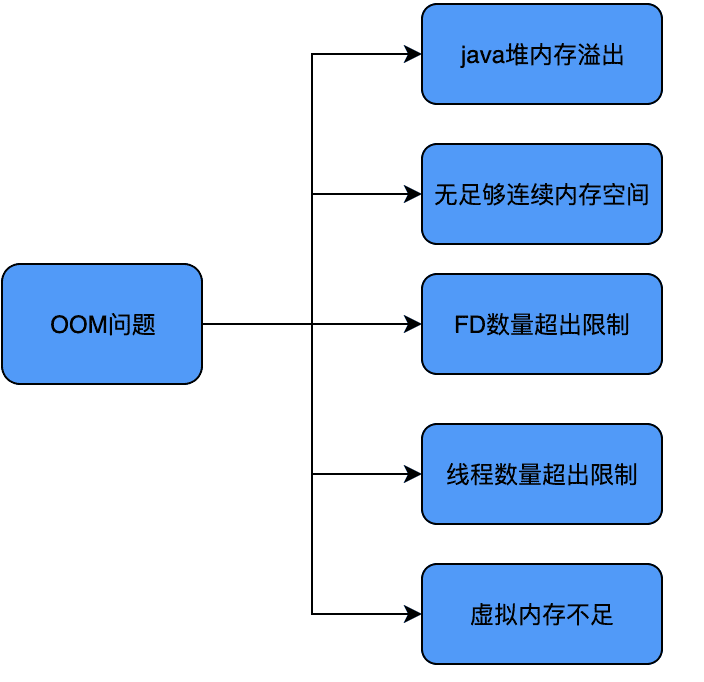 java堆内存溢出
无足够连续内存空间
OOM问题
FD数量超出限制
线程数量超出限制
虚拟内存不足